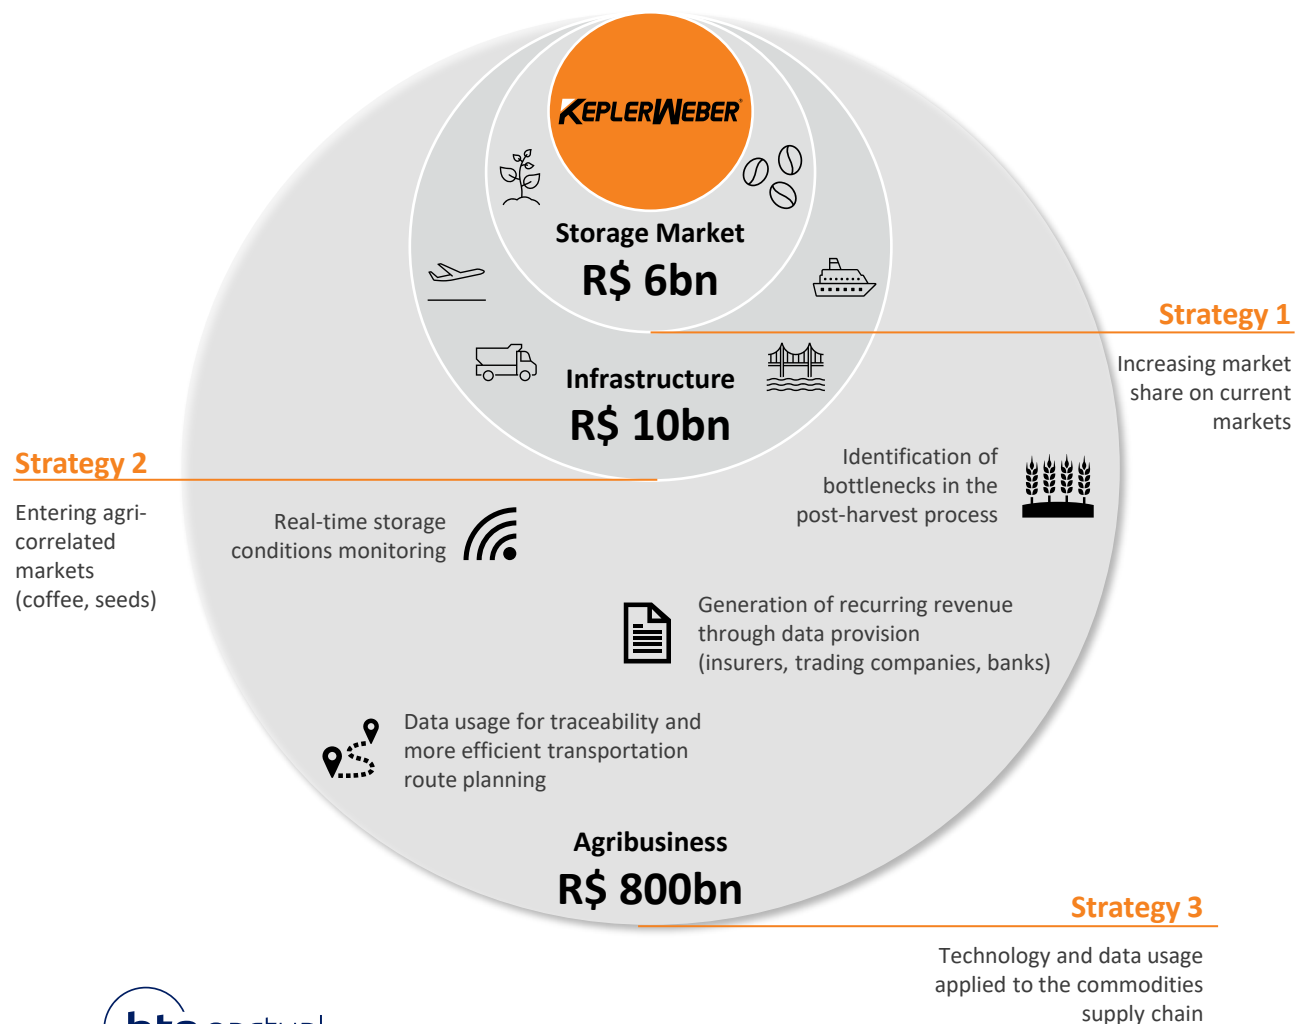 KEPLERWEBER
Storage Market
R$ 6bn
Strategy 1
Increasing market
share on current
markets
Infrastructure
R$ 10bn
Strategy 2
Entering agri-
correlated
markets
(coffee, seeds)
Identification of
bottlenecks in the
post-harvest process
Real-time storage
conditions monitoring
Generation of recurring revenue
through data provision
(insurers, trading companies, banks)
Data usage for traceability and
more efficient transportation
route planning
Agribusiness
R$ 800bn
Strategy 3
Technology and data usage
applied to the commodities
supply chain